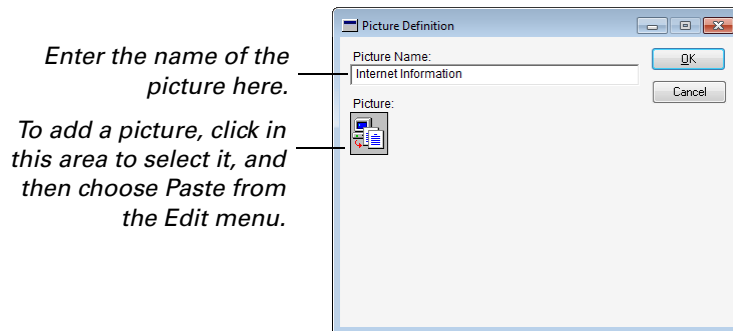 Picture Definition
Enter the name of the
picture here.
Picture Name:
Internet Information
OK
Cancel
To add a picture, click in
this area to select it, and
then choose Paste from
the Edit menu.
Picture: